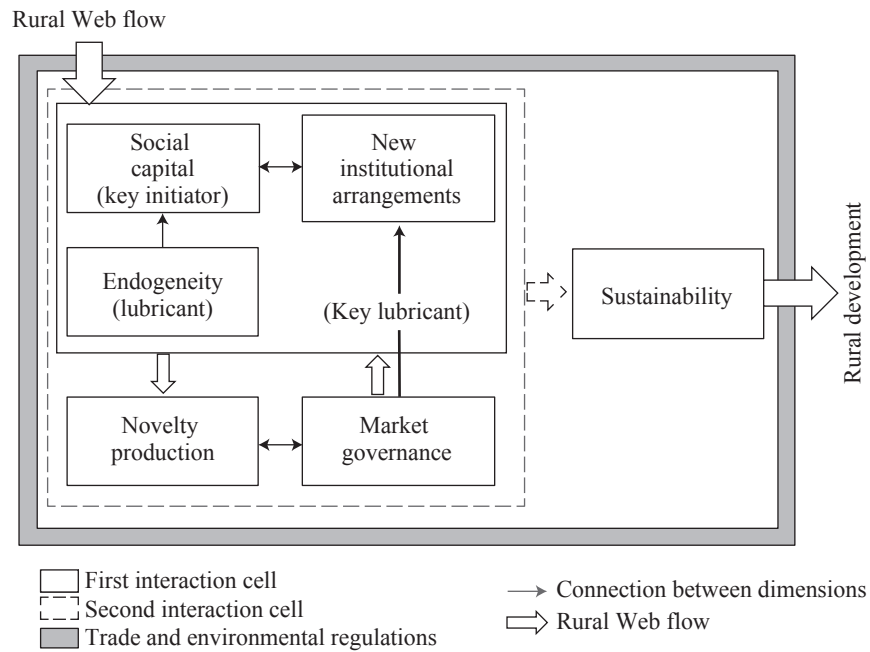 Rural Web flow
Social
capital
(key initiator)
New
institutional
arrangements
Endogeneity
(lubricant)
(Key lubricant)
Sustainability
Rural development
Novelty
production
Market
governance
First interaction cell
Second interaction cell
Trade and environmental regulations
Connection between dimensions
Rural Web flow